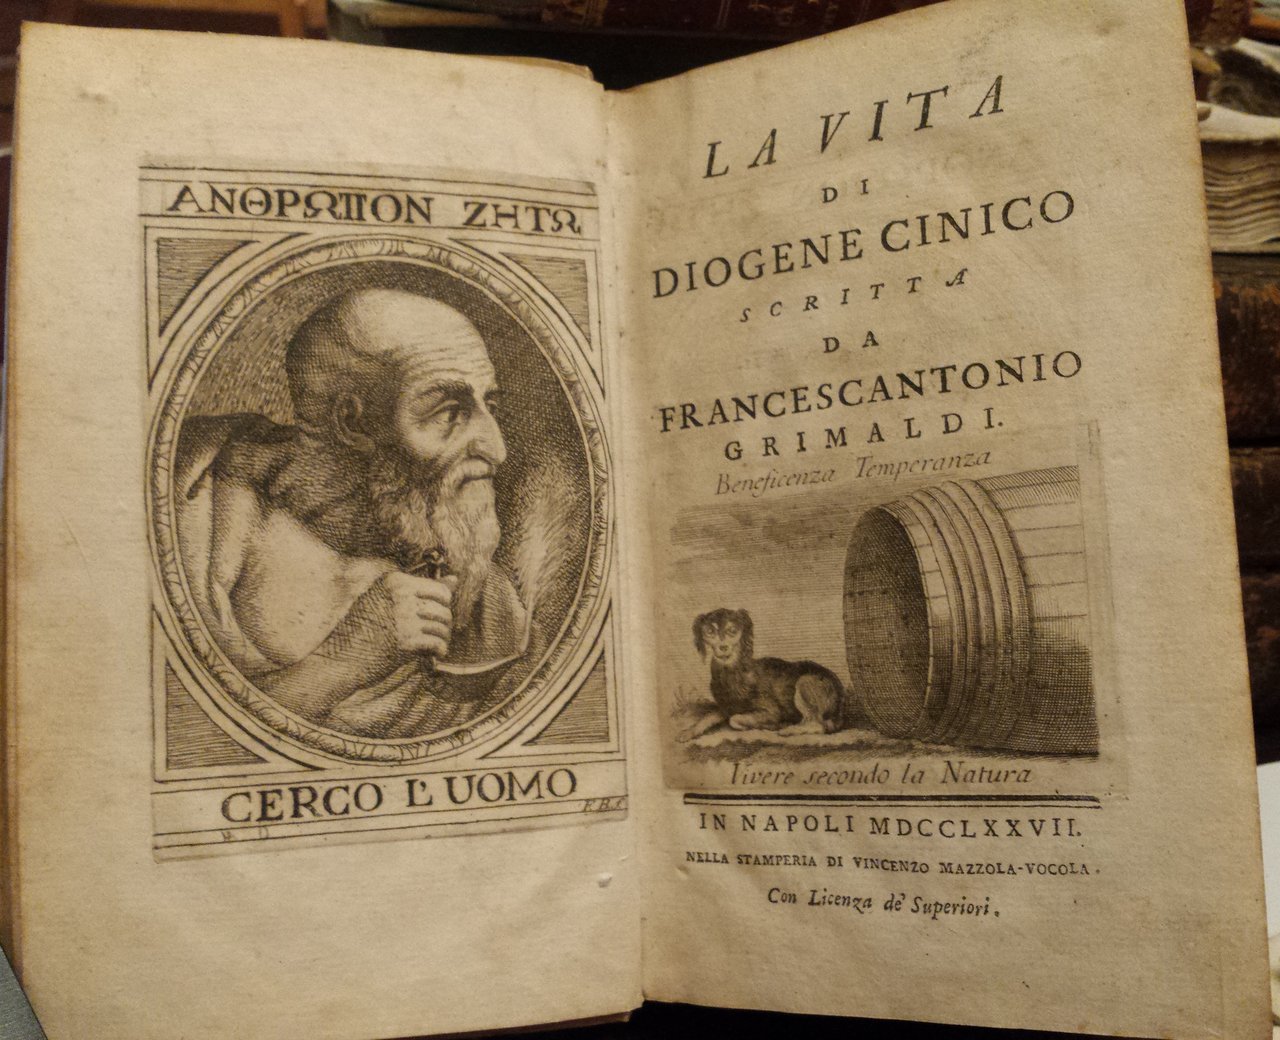 ΑΝΘΡΩΠΟΝ ΖΗΤΩ
CERCO L'UOMO
F.B.s.
LA VITA
DI
DIOGENE CINICO
SCRITTA
DA
FRANCESCANTONIO
GRIMALDI.
Beneficenza Temperanza
Vivere secondo la Natura
IN NAPOLI MDCCLXXVII.
NELLA STAMPERIA DI VINCENZO MAZZOLA-VOCOLA.
Con Licenza de' Superiori.